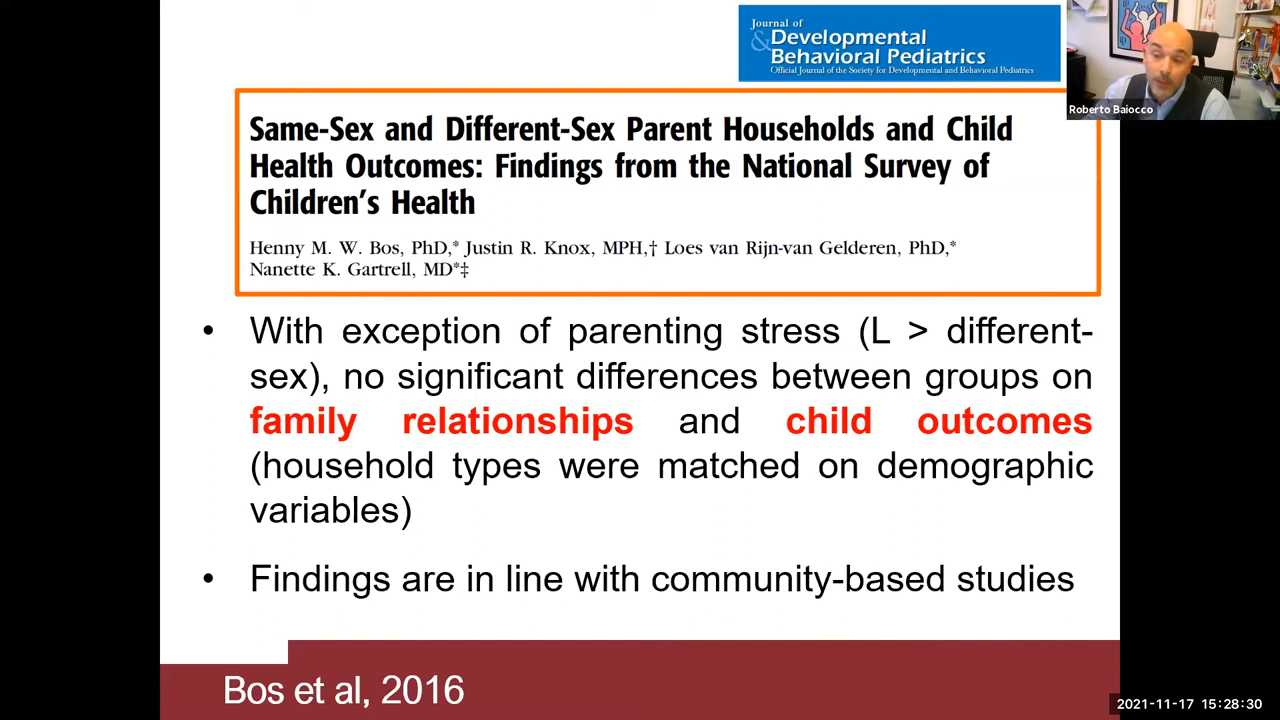 Journal of
& Developmental
Behavioral Pediatrics
Official Journal of the Society for Developmental and Behavioral Pediatrics
Roberto Baiocco
Same-Sex and Different-Sex Parent Households and Child
Health Outcomes: Findings from the National Survey of
Children's Health
Henny M. W. Bos, PhD,* Justin R. Knox, MPH,† Loes van Rijn-van Gelderen, PhD,*
Nanette K. Gartrell, MD*‡
• With exception of parenting stress (L > different-
sex), no significant differences between groups on
family relationships and child outcomes
(household types were matched on demographic
variables)
• Findings are in line with community-based studies
Bos et al, 2016
2021-11-17 15:28:30